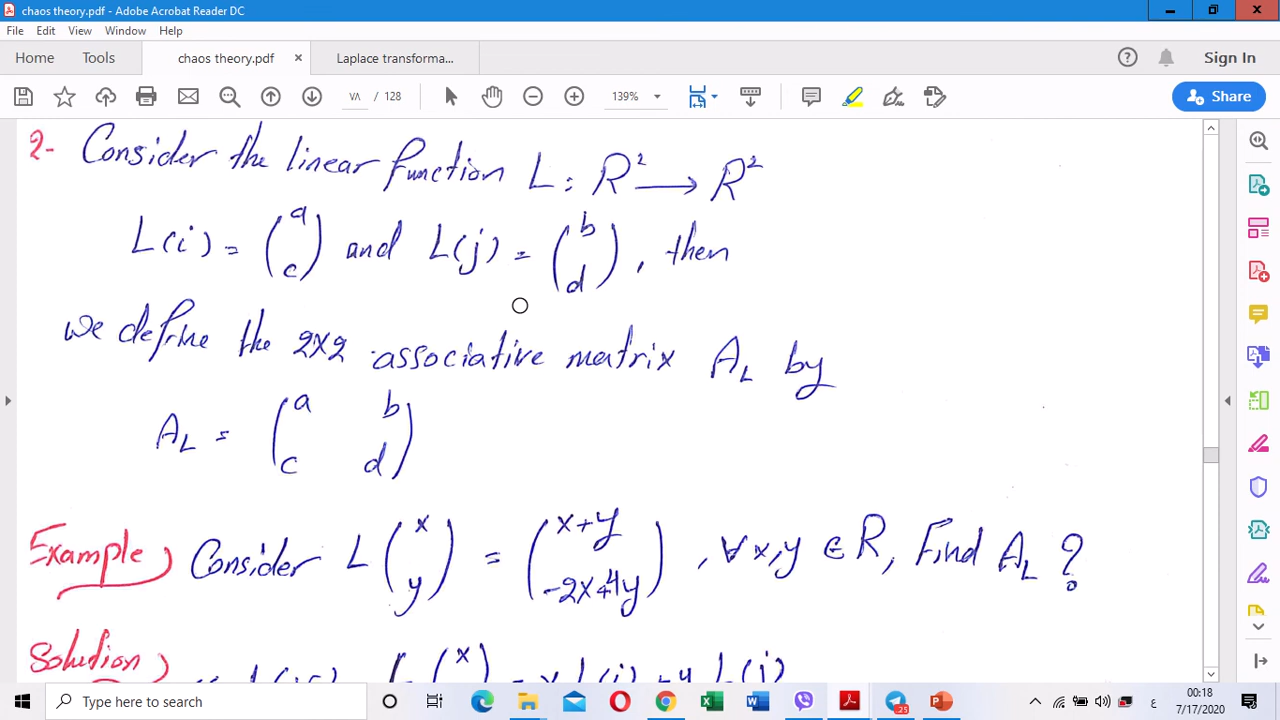 chaos theory.pdf - Adobe Acrobat Reader DC
File Edit View Window Help
Home Tools chaos theory.pdf × Laplace transforma... ? Sign In
٧٨ / 128 139% Share
2- Consider the linear function L : R² → R²
L(i) = (a c) and L(j) = (b d), then
we define the 2x2 associative matrix A_L by
A_L = (a b
c d)
Example) Consider L(x y) = (x+y -2x+4y), ∀x,y ∈ R, Find A_L ?
Solution)
Type here to search
25
ع
00:18
7/17/2020